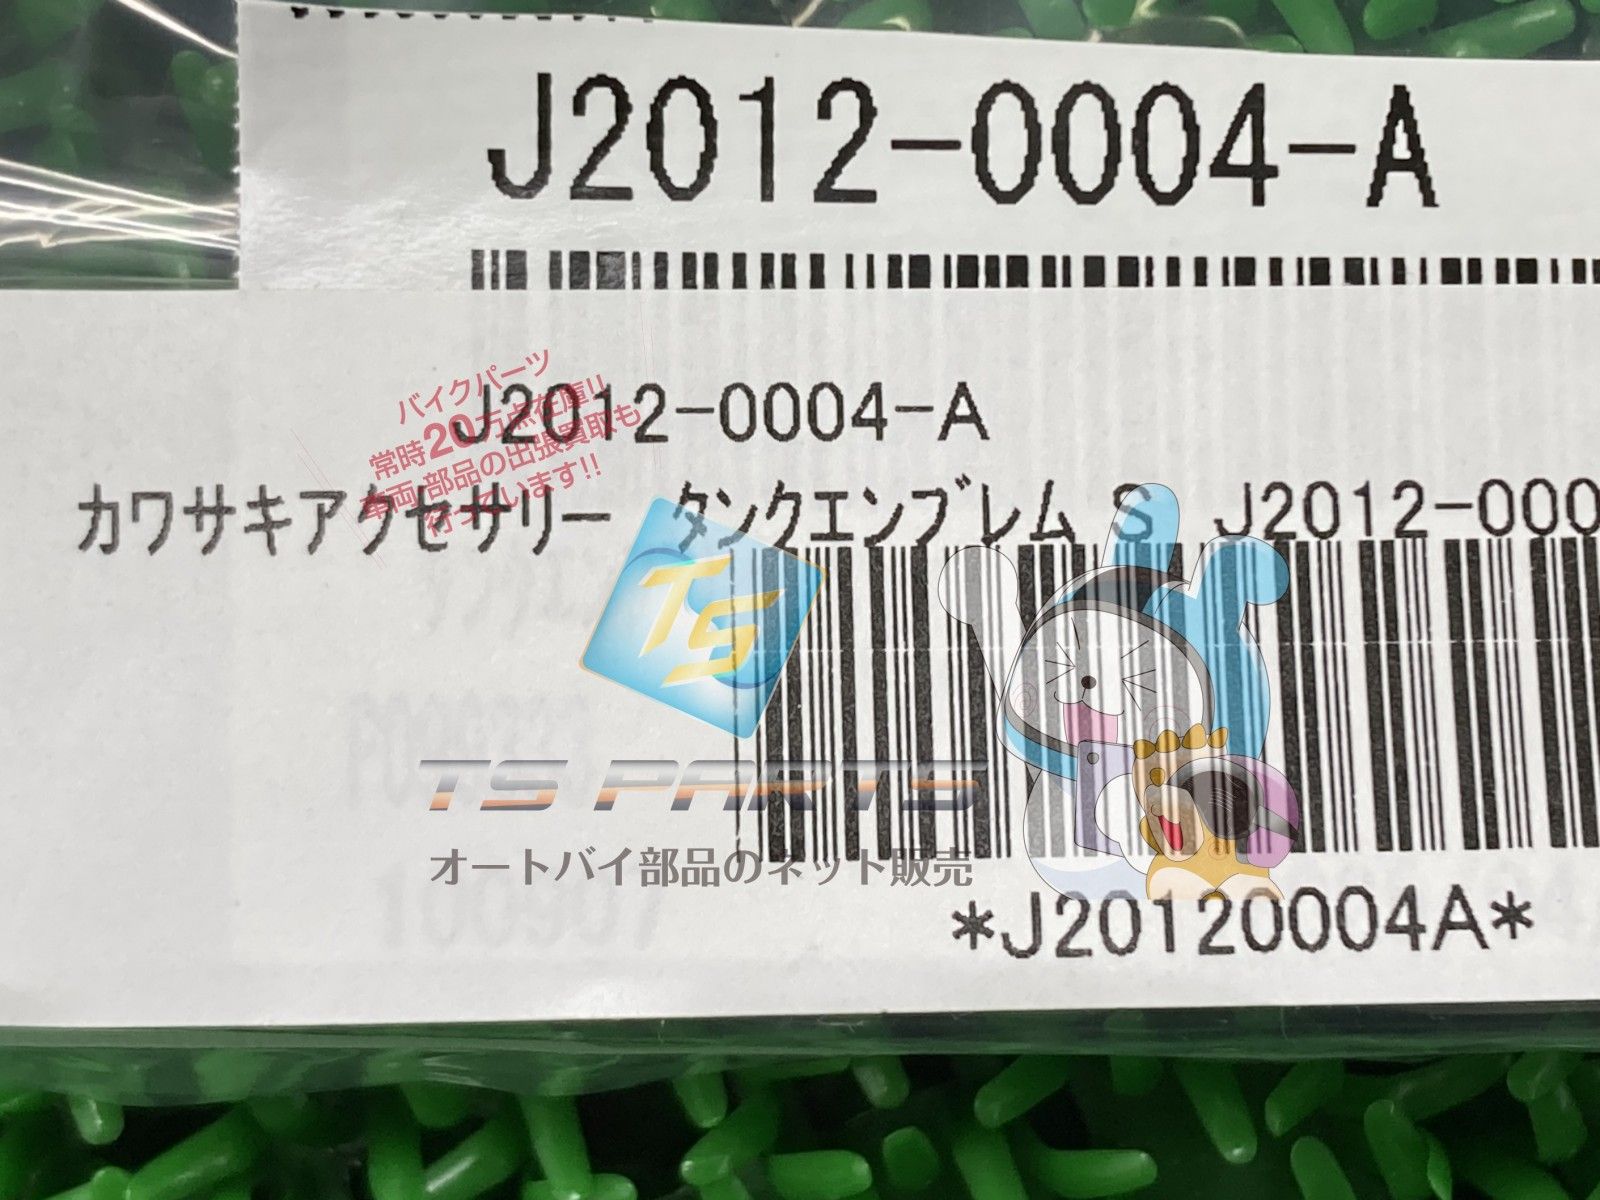 J2012-0004-A
J2012-0004-A
バイクパーツ
常時20万点在庫!!
車両・部品の出張買取も
行っています!!
カワサキアクセサリー タンクエンブレム S J2012-000
TS
TS PARTS
オートバイ部品のネット販売
*J20120004A*